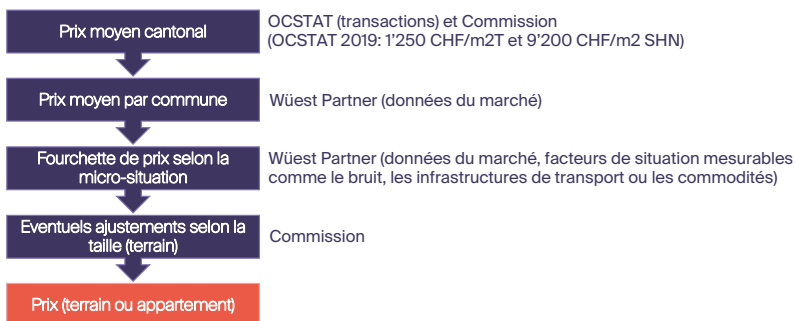 Prix moyen cantonal
OCSTAT (transactions) et Commission
(OCSTAT 2019: 1’250 CHF/m2T et 9’200 CHF/m2 SHN)
Prix moyen par commune
Wüest Partner (données du marché)
Fourchette de prix selon la
micro-situation
Wüest Partner (données du marché, facteurs de situation mesurables
comme le bruit, les infrastructures de transport ou les commodités)
Eventuels ajustements selon la
taille (terrain)
Commission
Prix (terrain ou appartement)